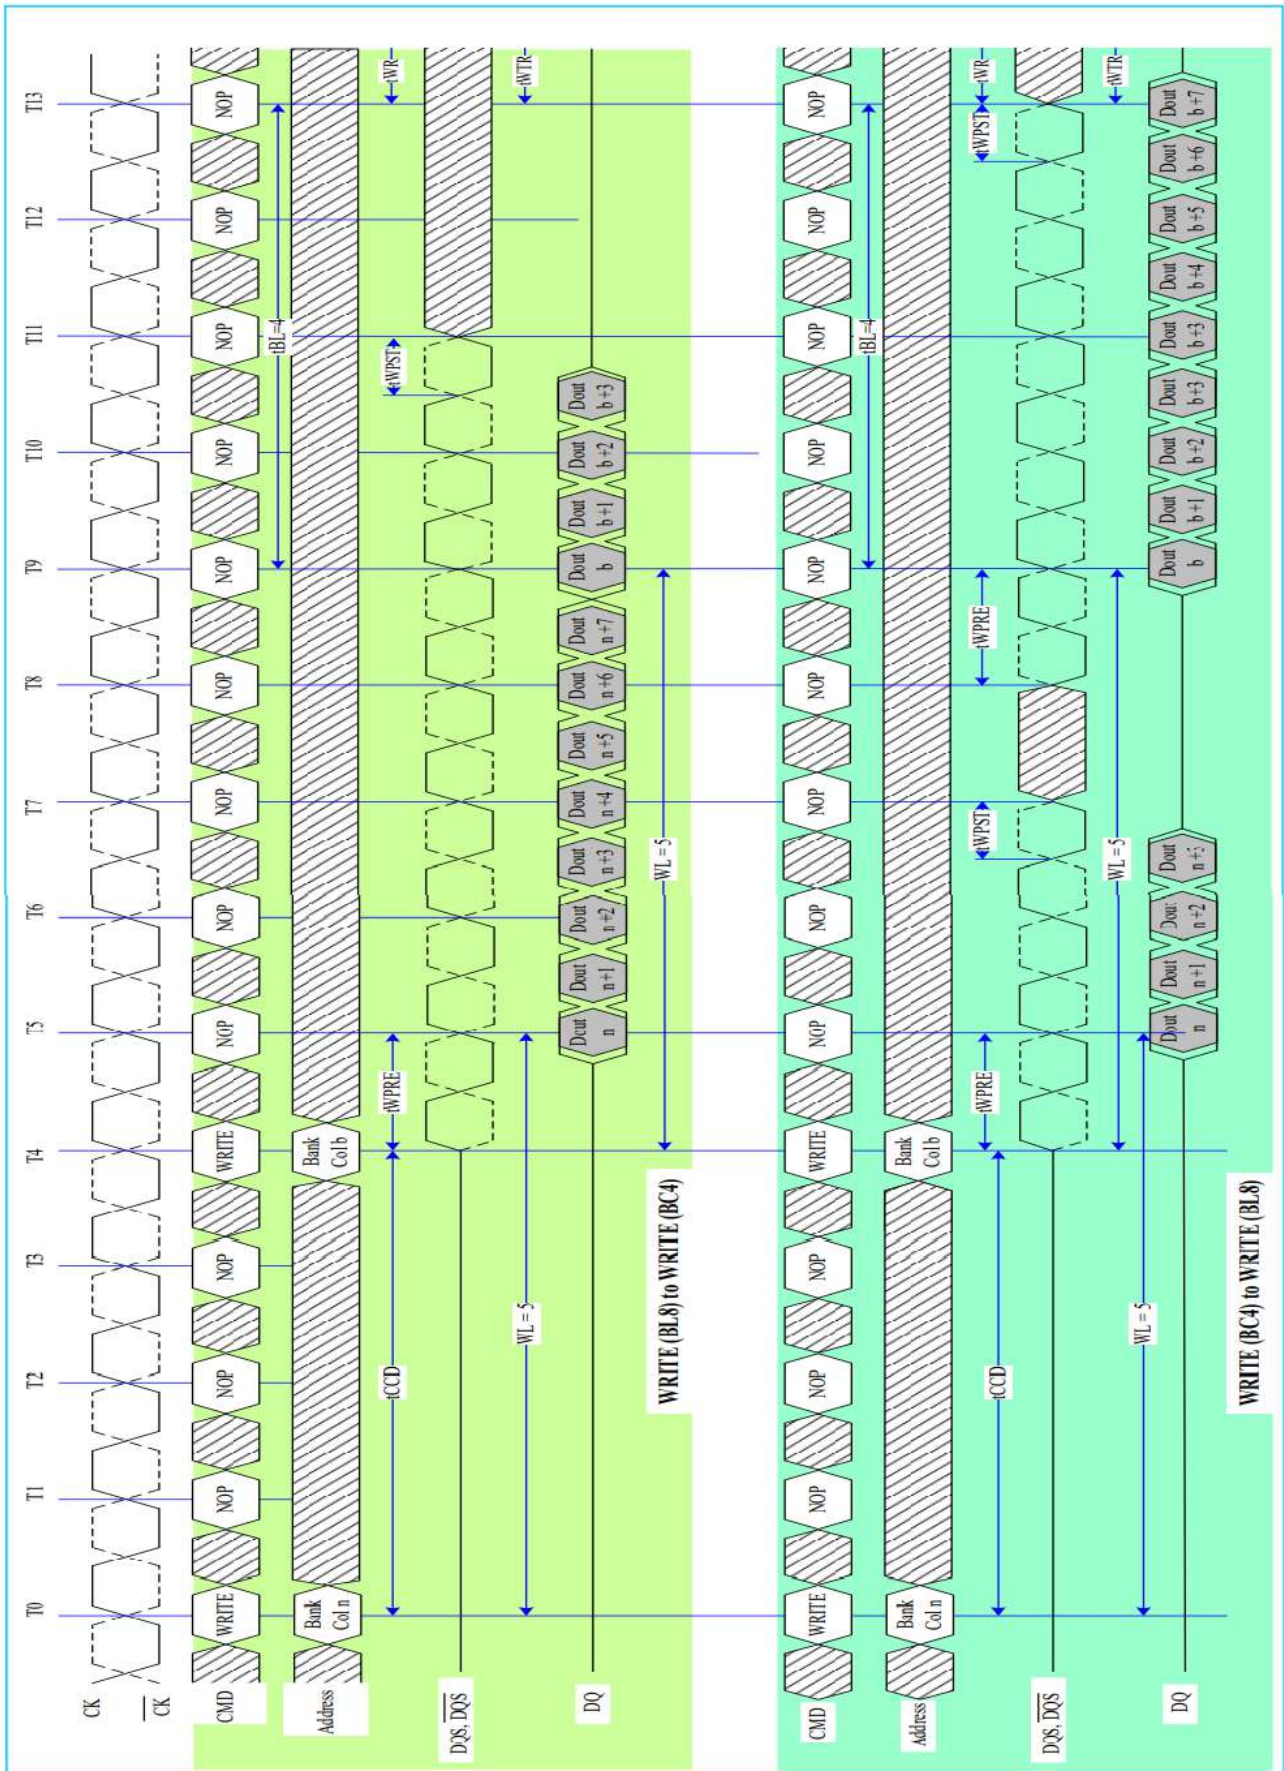 T0 T1 T2 T3 T4 T5 T6 T7 T8 T9 T10 T11 T12 T13
CK
CK
CMD WRITE NOP NOP NOP WRITE NOP NOP NOP NOP NOP NOP NOP NOP NOP
tBL=4
Address Bank Col n Bank Col b
tCCD tWPRE tWPST tWR
DQS, DQS
WL = 5 tWTR
DQ Dout Dout Dout Dout Dout Dout Dout Dout Dout Dout Dout Dout
n n+1 n+2 n+3 n+4 n+5 n+6 n+7 b b+1 b+2 b+3
WL = 5
WRITE (BL8) to WRITE (BC4)
CMD WRITE NOP NOP NOP WRITE NOP NOP NOP NOP NOP NOP NOP NOP NOP
tBL=4
Address Bank Col n Bank Col b
tCCD tWPRE tWPST tWPRE tWPST tWR
DQS, DQS
WL = 5 tWTR
WL = 5
DQ Dout Dout Dout Dout Dout Dout Dout Dout Dout Dout Dout Dout Dout
n n+1 n+2 n+3 b b+1 b+2 b+3 b+3 b+4 b+5 b+6 b+7
WRITE (BC4) to WRITE (BL8)